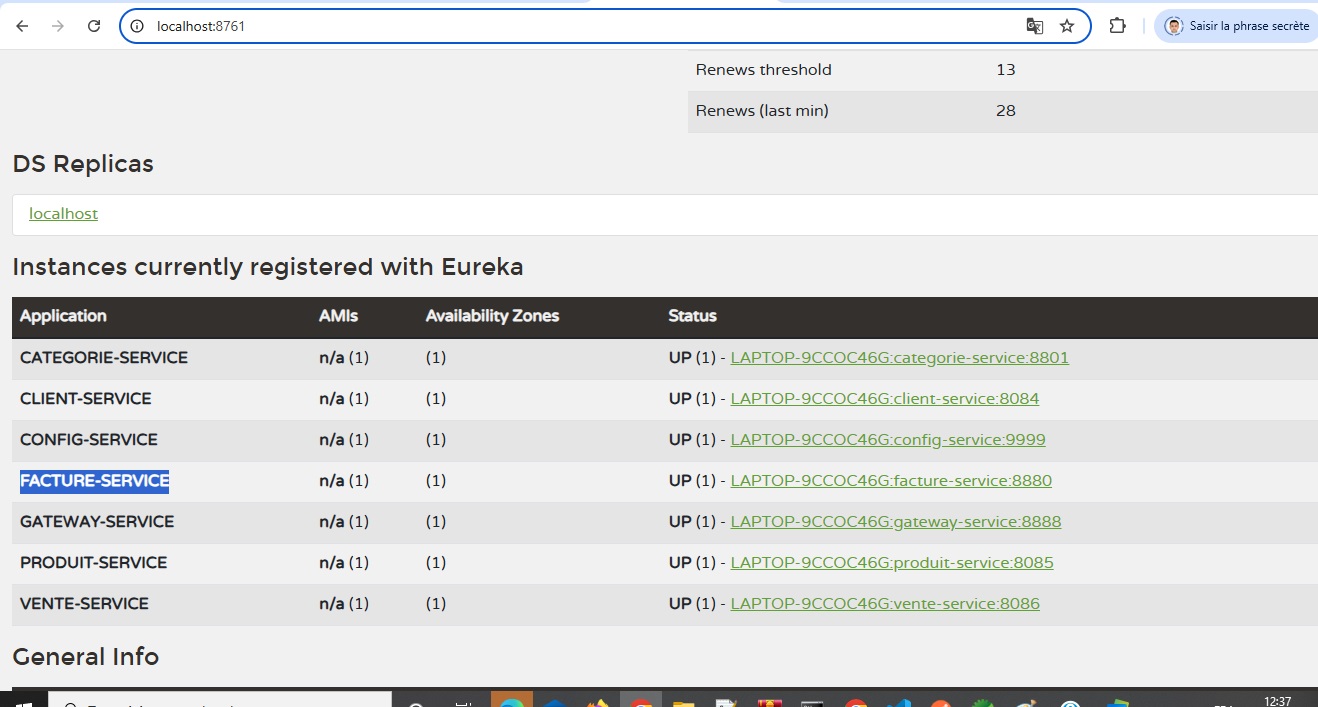 localhost:8761
Saisir la phrase secrète
Renews threshold 13
Renews (last min) 28
DS Replicas
localhost
Instances currently registered with Eureka
Application AMIs Availability Zones Status
CATEGORIE-SERVICE n/a (1) (1) UP (1) - LAPTOP-9CCOC46G:categorie-service:8801
CLIENT-SERVICE n/a (1) (1) UP (1) - LAPTOP-9CCOC46G:client-service:8084
CONFIG-SERVICE n/a (1) (1) UP (1) - LAPTOP-9CCOC46G:config-service:9999
FACTURE-SERVICE n/a (1) (1) UP (1) - LAPTOP-9CCOC46G:facture-service:8880
GATEWAY-SERVICE n/a (1) (1) UP (1) - LAPTOP-9CCOC46G:gateway-service:8888
PRODUIT-SERVICE n/a (1) (1) UP (1) - LAPTOP-9CCOC46G:produit-service:8085
VENTE-SERVICE n/a (1) (1) UP (1) - LAPTOP-9CCOC46G:vente-service:8086
General Info
12:37